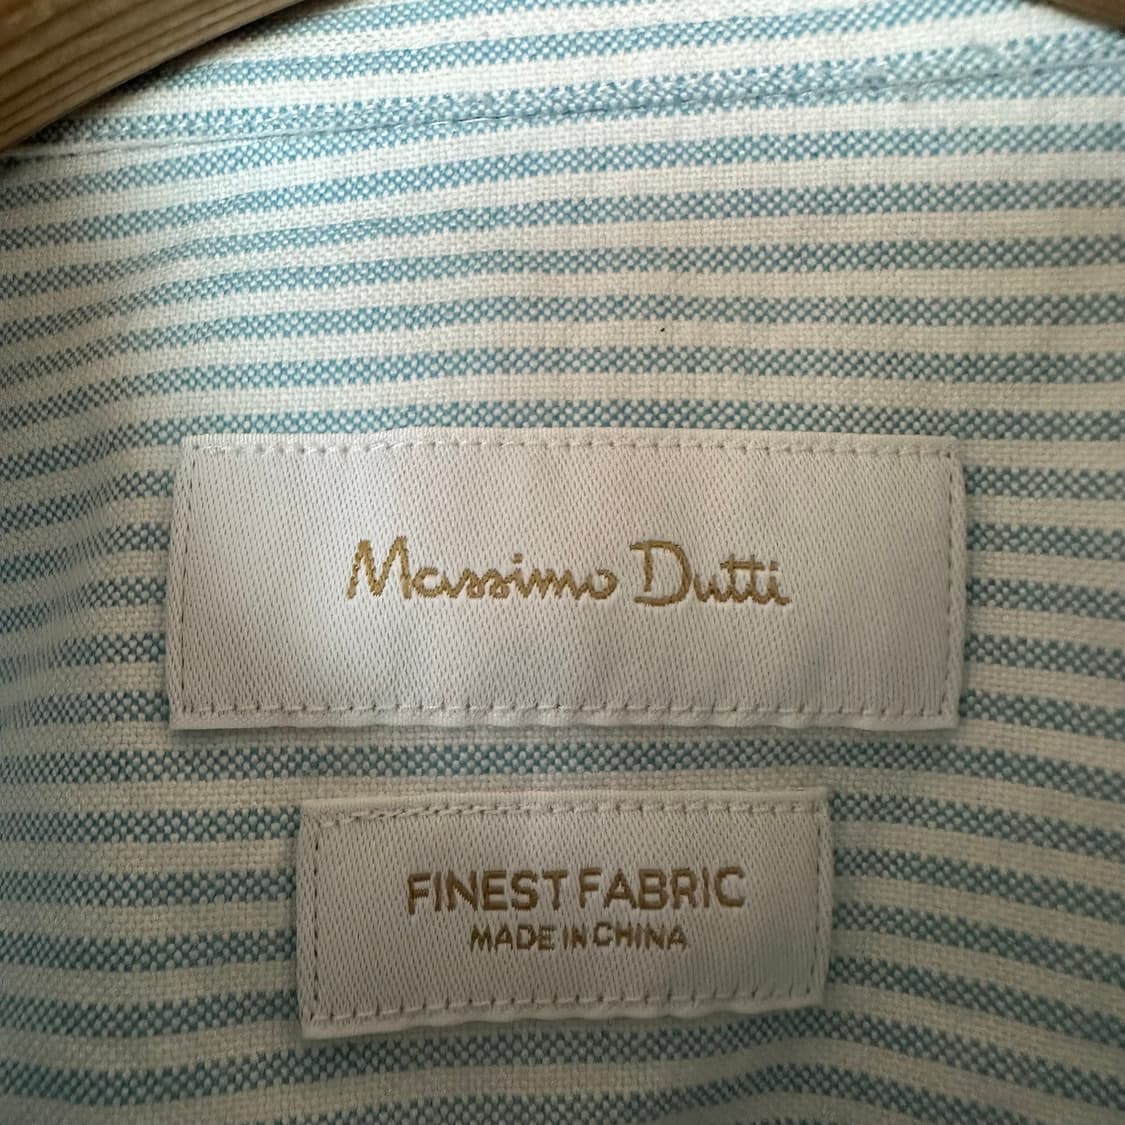 Massimo Dutti
FINEST FABRIC
MADE IN CHINA